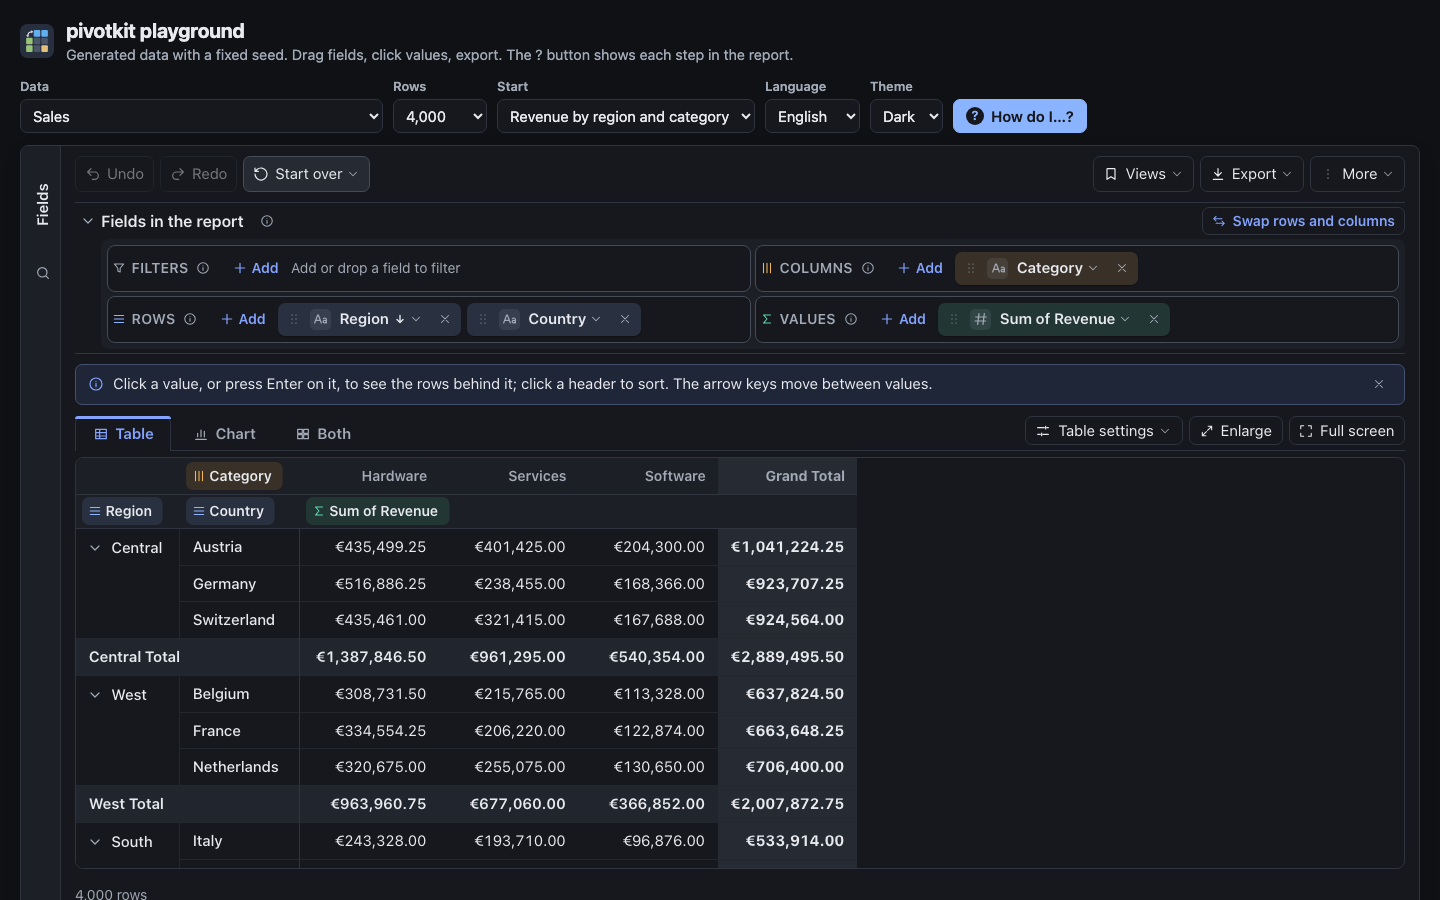 pivotkit playground
Generated data with a fixed seed. Drag fields, click values, export. The ? button shows each step in the report.
Data Rows Start Language Theme
Sales 4,000 Revenue by region and category English Dark ? How do I...?
Fields
Undo Redo Start over Views Export More
Fields in the report Swap rows and columns
FILTERS + Add Add or drop a field to filter COLUMNS + Add Aa Category
ROWS + Add Aa Region ↓ Aa Country Σ VALUES + Add # Sum of Revenue
Click a value, or press Enter on it, to see the rows behind it; click a header to sort. The arrow keys move between values.
Table Chart Both Table settings Enlarge Full screen
Category Hardware Services Software Grand Total
Region Country Σ Sum of Revenue
Central Austria €435,499.25 €401,425.00 €204,300.00 €1,041,224.25
Germany €516,886.25 €238,455.00 €168,366.00 €923,707.25
Switzerland €435,461.00 €321,415.00 €167,688.00 €924,564.00
Central Total €1,387,846.50 €961,295.00 €540,354.00 €2,889,495.50
West Belgium €308,731.50 €215,765.00 €113,328.00 €637,824.50
France €334,554.25 €206,220.00 €122,874.00 €663,648.25
Netherlands €320,675.00 €255,075.00 €130,650.00 €706,400.00
West Total €963,960.75 €677,060.00 €366,852.00 €2,007,872.75
South Italy €243,328.00 €193,710.00 €96,876.00 €533,914.00
4,000 rows